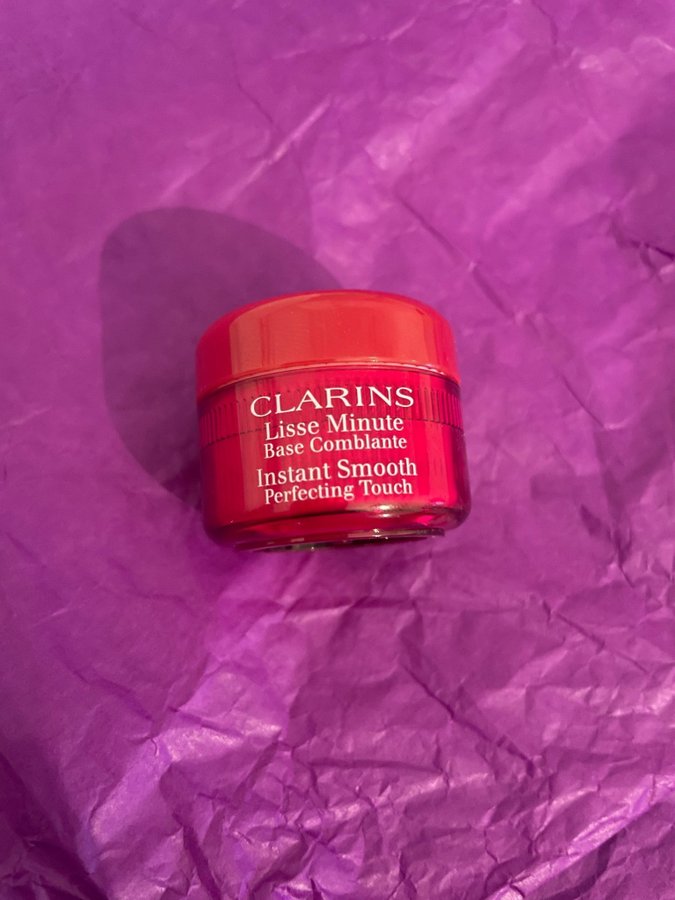 CLARINS
Lisse Minute
Base Comblante
Instant Smooth
Perfecting Touch